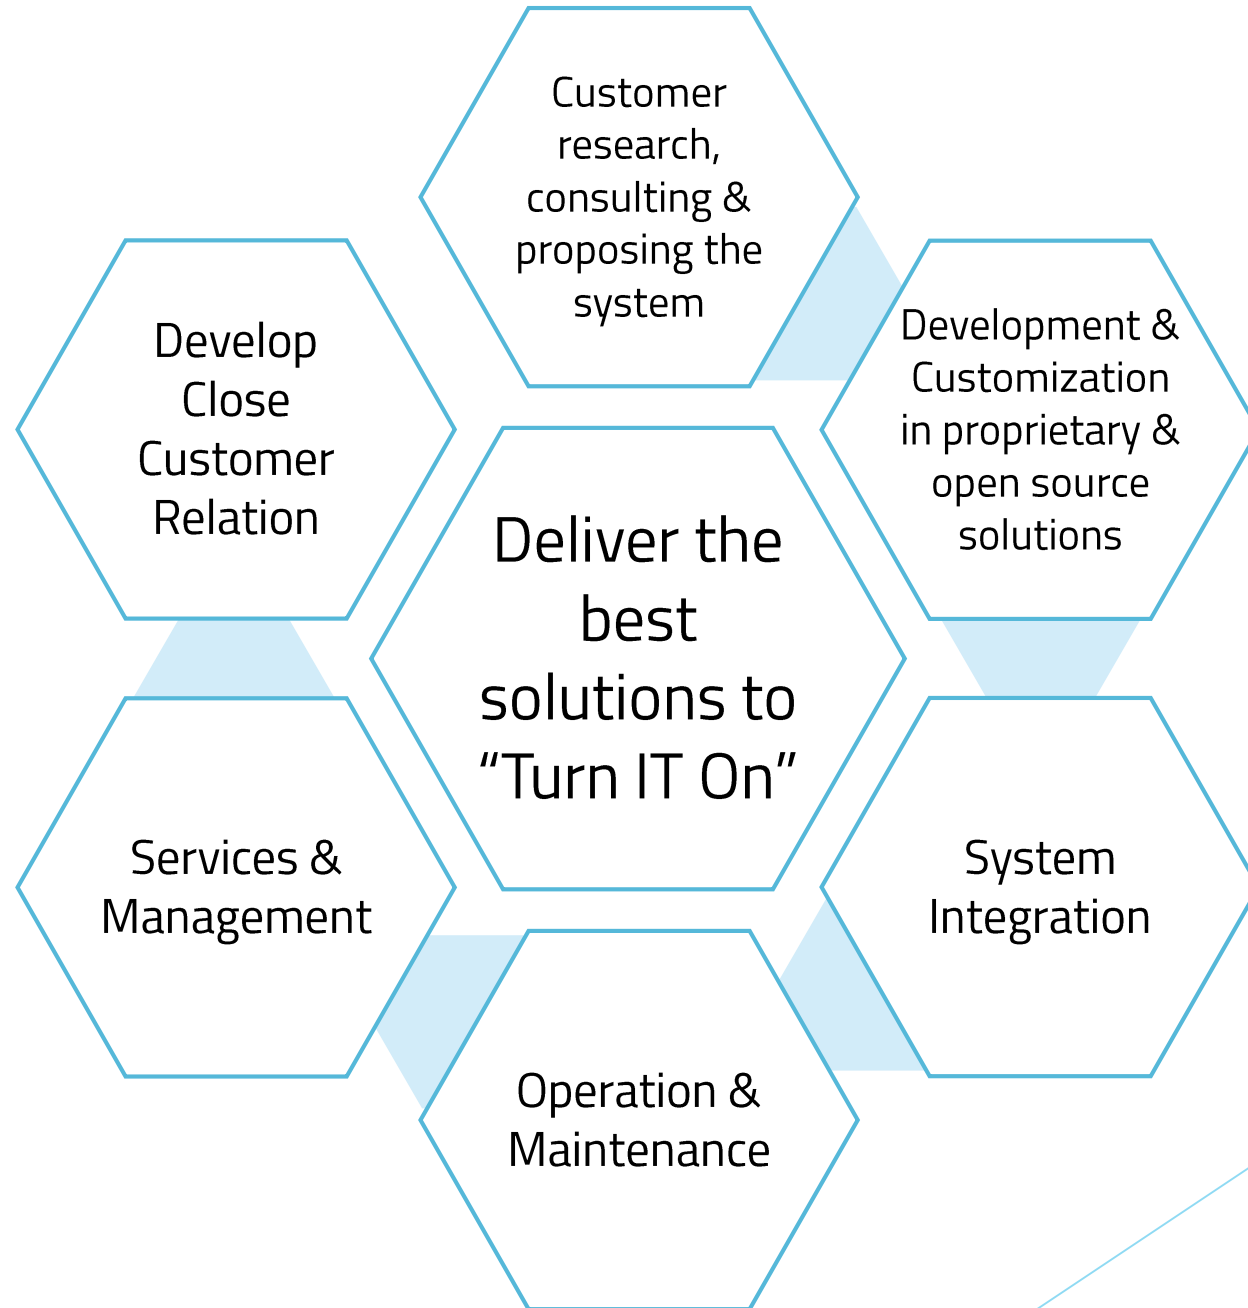 Customer
research,
consulting &
proposing the
system
Development &
Customization
in proprietary &
open source
solutions
Develop
Close
Customer
Relation
Deliver the
best
solutions to
“Turn IT On”
Services &
Management
System
Integration
Operation &
Maintenance